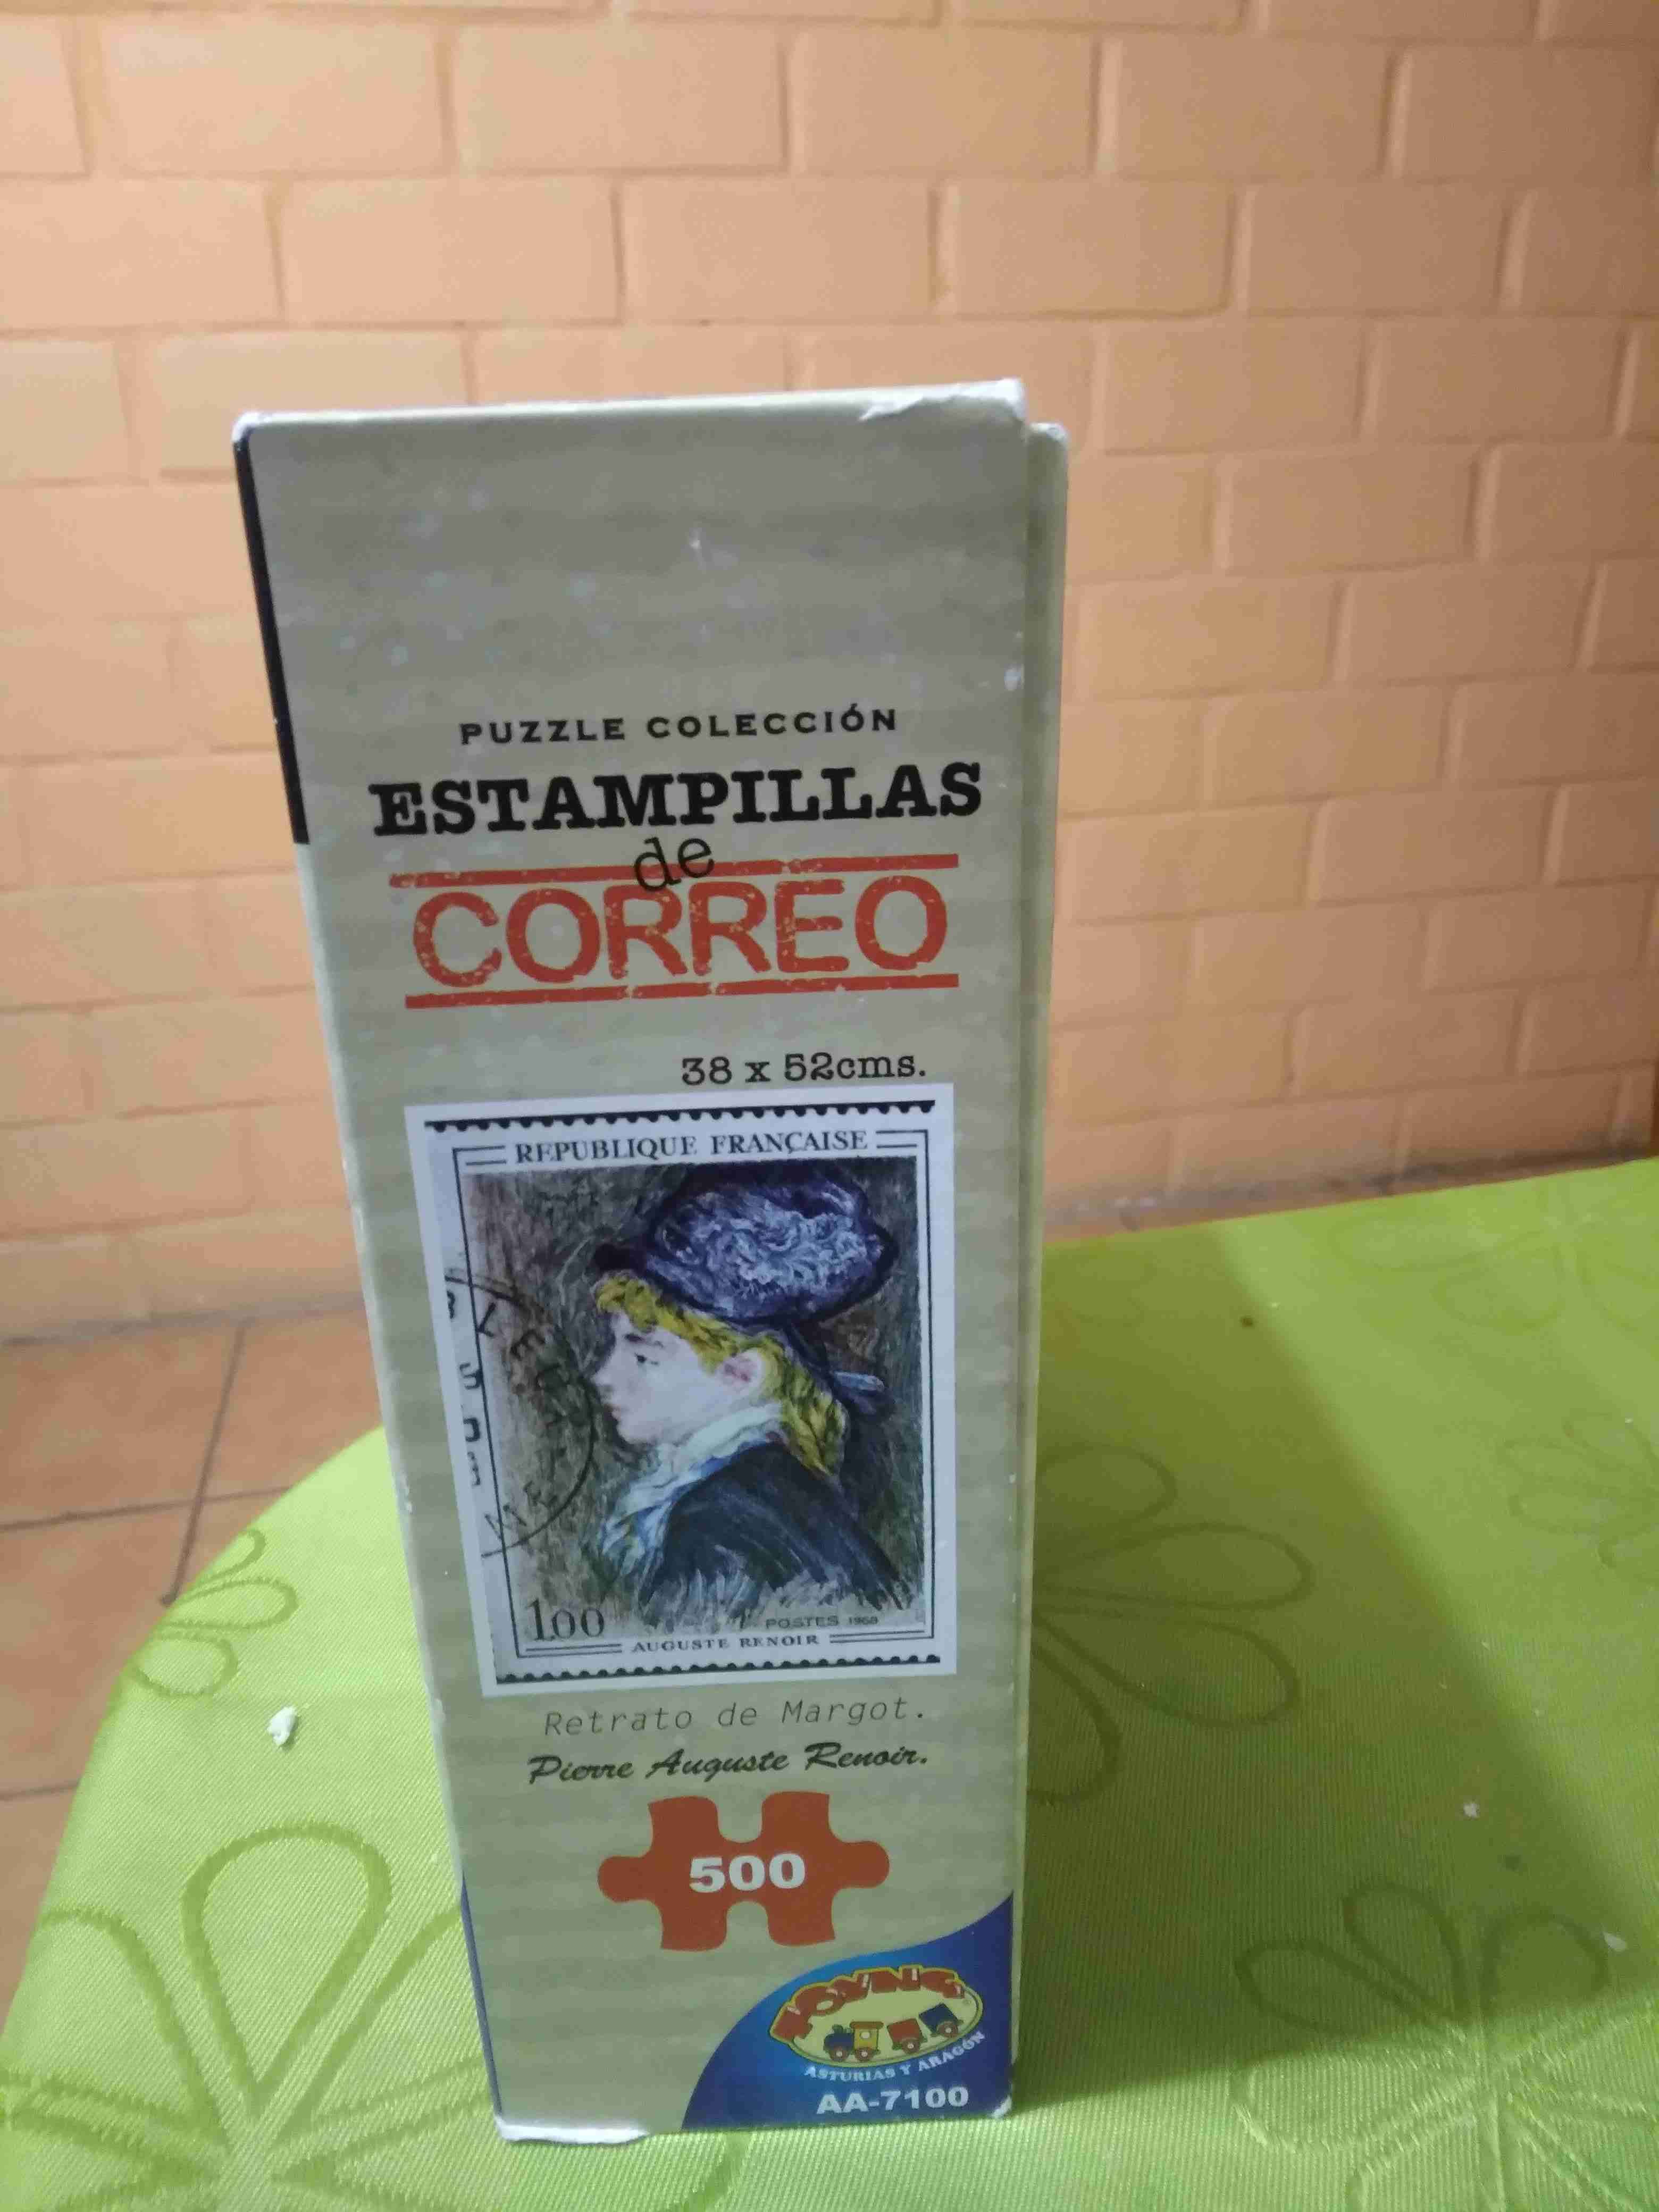 PUZZLE COLECCIÓN
ESTAMPILLAS
de
CORREO
38 x 52cms.
REPUBLIQUE FRANÇAISE
1,00
POSTES 1968
AUGUSTE RENOIR
Retrato de Margot.
Pierre Auguste Renoir.
500
ASTURIAS Y ARAGÓN
AA-7100